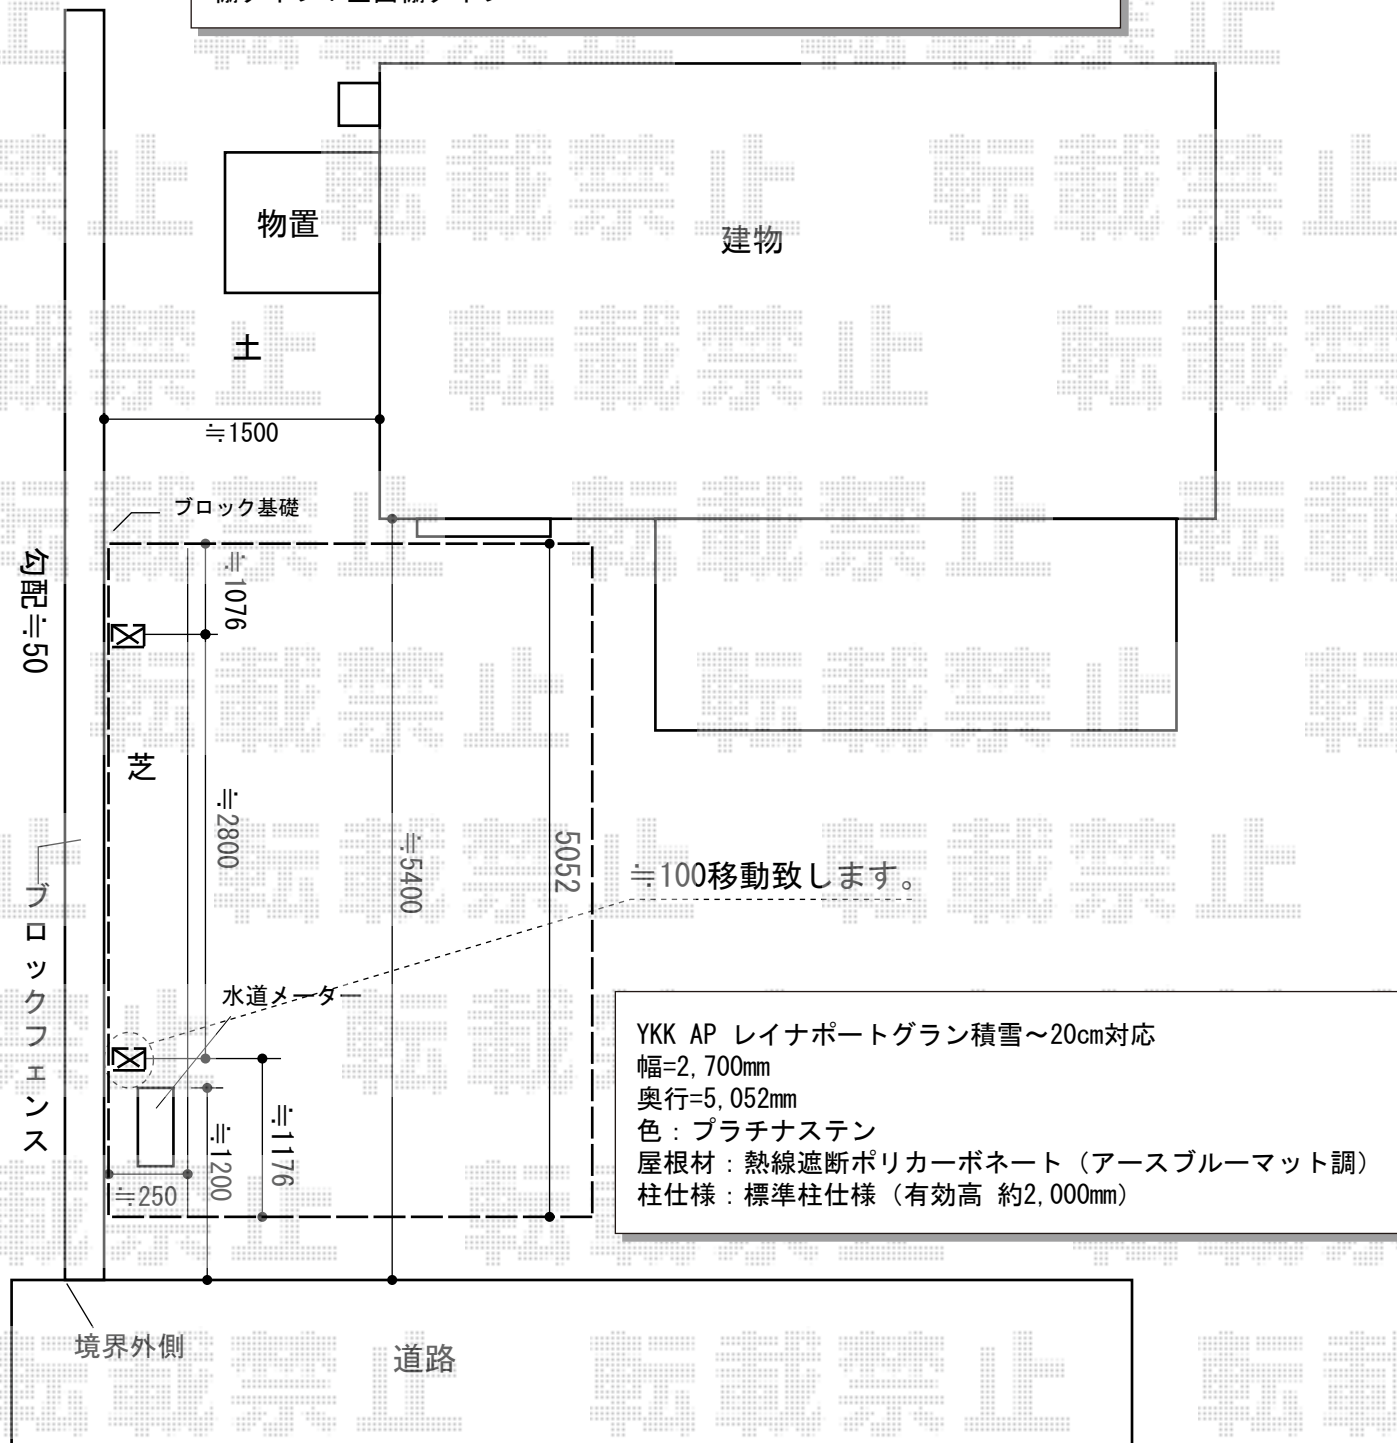 物置
建物
土
≒1500
ブロック基礎
勾配≒50
≒1076
芝
≒2800
≒5400
5052
≒100移動致します。
ブロックフェンス
水道メーター
YKK AP レイナポートグラン積雪～20cm対応
幅=2,700mm
奥行=5,052mm
色：プラチナステン
屋根材：熱線遮断ポリカーボネート（アースブルーマット調）
柱仕様：標準柱仕様（有効高 約2,000mm）
≒1176
≒1200
≒250
境界外側
道路
転載禁止